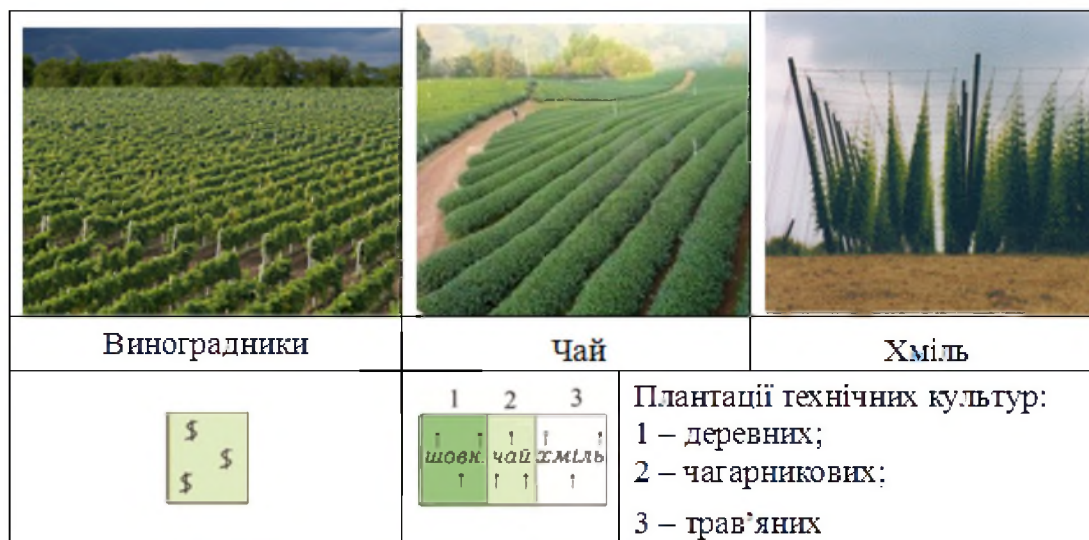 Виноградники
Чай
Хміль
$
$
$
1 2 3
шовк. чай хміль
Плантації технічних культур:
1 – деревних;
2 – чагарникових;
3 – трав’яних